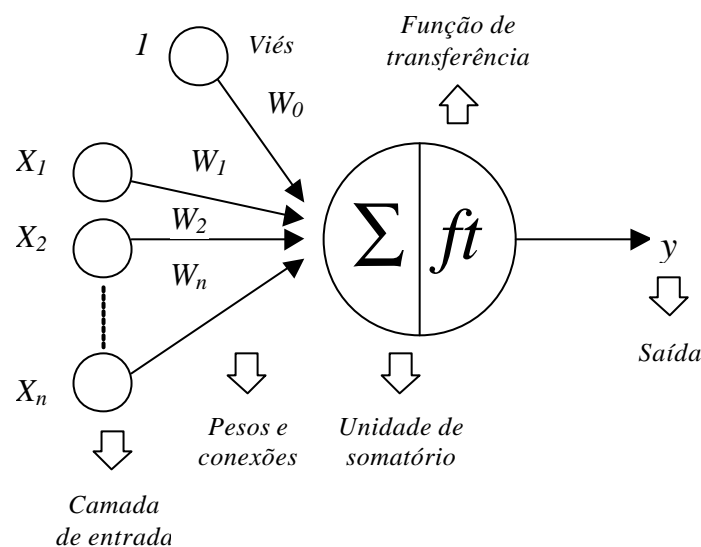 Função de
transferência
1
Viés
W0
X1
W1
X2
W2
Wn
Xn
∑
ft
y
Saída
Pesos e
conexões
Unidade de
somatório
Camada
de entrada